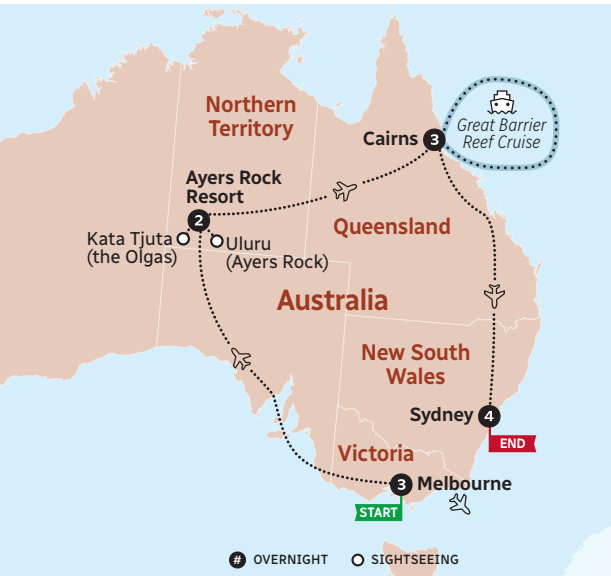 Northern
Territory
Great Barrier
Reef Cruise
Cairns
3
Ayers Rock
Resort
2
Queensland
Kata Tjuta
(the Olgas)
Uluru
(Ayers Rock)
Australia
New South
Wales
Sydney
4
END
Victoria
3
Melbourne
START
# OVERNIGHT
SIGHTSEEING